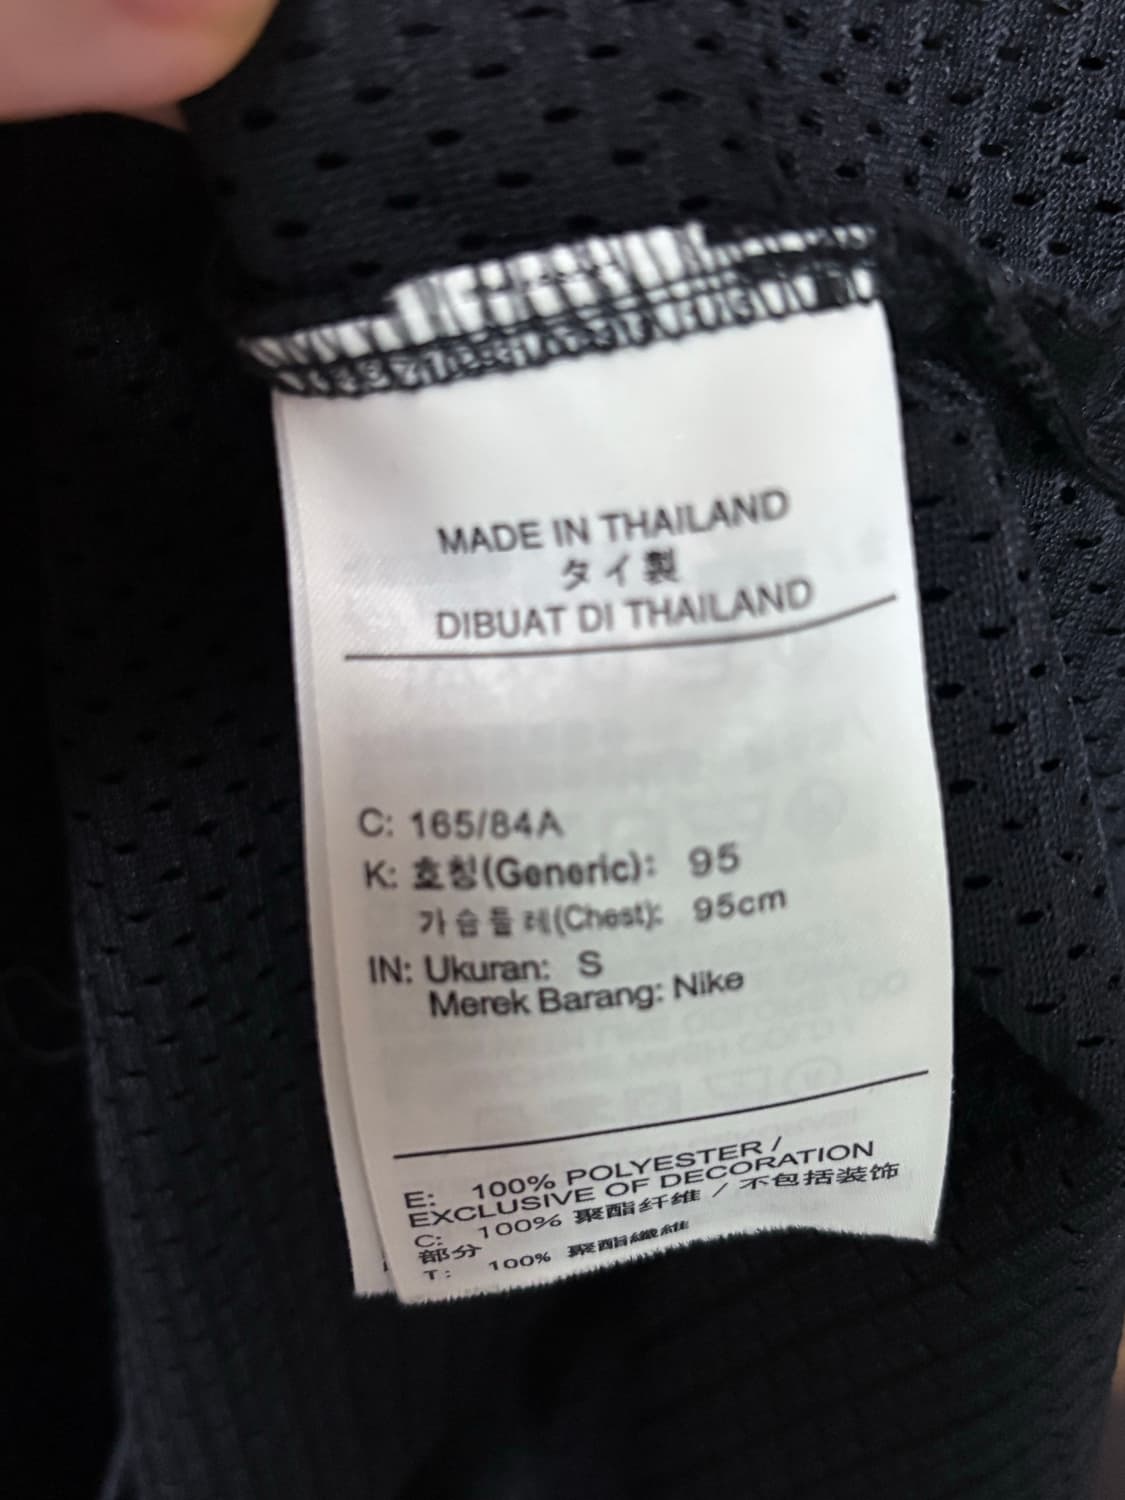 MADE IN THAILAND
タイ製
DIBUAT DI THAILAND
C: 165/84A
K: 호칭(Generic): 95
가슴둘레(Chest): 95cm
IN: Ukuran: S
Merek Barang: Nike
E: 100% POLYESTER /
EXCLUSIVE OF DECORATION
C: 100% 聚酯纤维 / 不包括装饰
部分
T: 100% 聚酯纖維